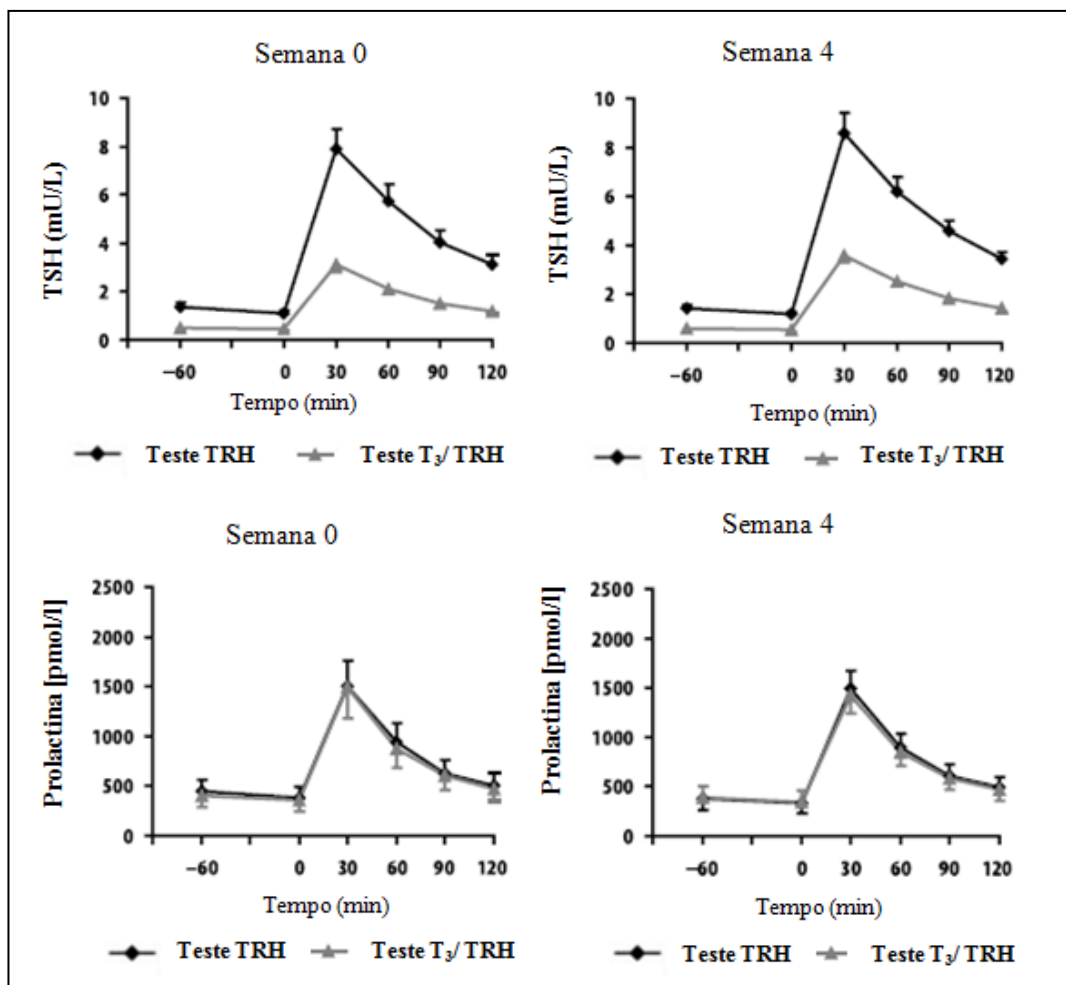 Semana 0
TSH (mU/L)
10
8
6
4
2
0
−60 0 30 60 90 120
Tempo (min)
Teste TRH Teste T₃/ TRH
Semana 4
TSH (mU/L)
10
8
6
4
2
0
−60 0 30 60 90 120
Tempo (min)
Teste TRH Teste T₃/ TRH
Semana 0
Prolactina [pmol/l]
2500
2000
1500
1000
500
0
−60 0 30 60 90 120
Tempo (min)
Teste TRH Teste T₃/ TRH
Semana 4
Prolactina [pmol/l]
2500
2000
1500
1000
500
0
−60 0 30 60 90 120
Tempo (min)
Teste TRH Teste T₃/ TRH